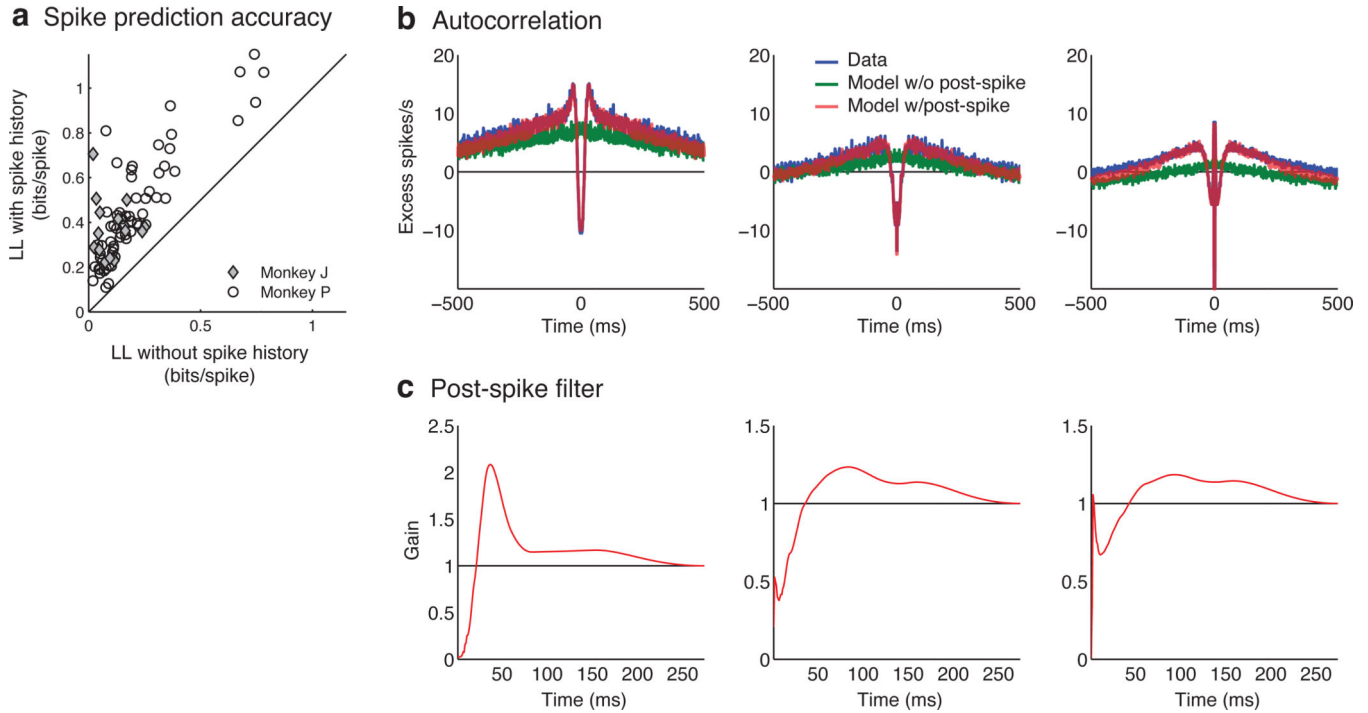 a Spike prediction accuracy
LL with spike history
(bits/spike)
1
0.8
0.6
0.4
0.2
0
0
0.5
1
Monkey J
Monkey P
LL without spike history
(bits/spike)
b Autocorrelation
Excess spikes/s
20
10
0
−10
−500
0
500
Time (ms)
20
10
0
−10
−500
0
500
Time (ms)
Data
Model w/o post-spike
Model w/post-spike
20
10
0
−10
−500
0
500
Time (ms)
c Post-spike filter
Gain
2.5
2
1.5
1
0.5
0
50 100 150 200 250
Time (ms)
1.5
1
0.5
0
50 100 150 200 250
Time (ms)
1.5
1
0.5
0
50 100 150 200 250
Time (ms)